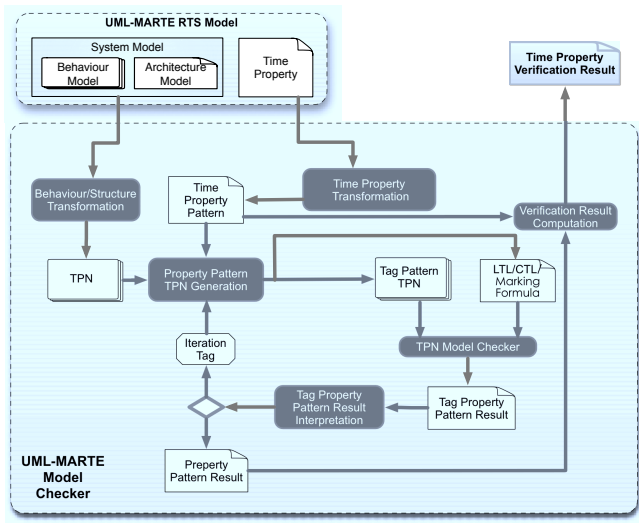 UML-MARTE RTS Model
System Model
Behaviour
Model
Architecture
Model
Time
Property
Time Property
Verification Result
Behaviour/Structure
Transformation
Time
Property
Pattern
Time Property
Transformation
Verification Result
Computation
TPN
Property Pattern
TPN Generation
Tag Pattern
TPN
LTL/CTL/
Marking
Formula
Iteration
Tag
TPN Model Checker
Tag Property
Pattern Result
Interpretation
Tag Property
Pattern Result
Preperty
Pattern Result
UML-MARTE
Model
Checker